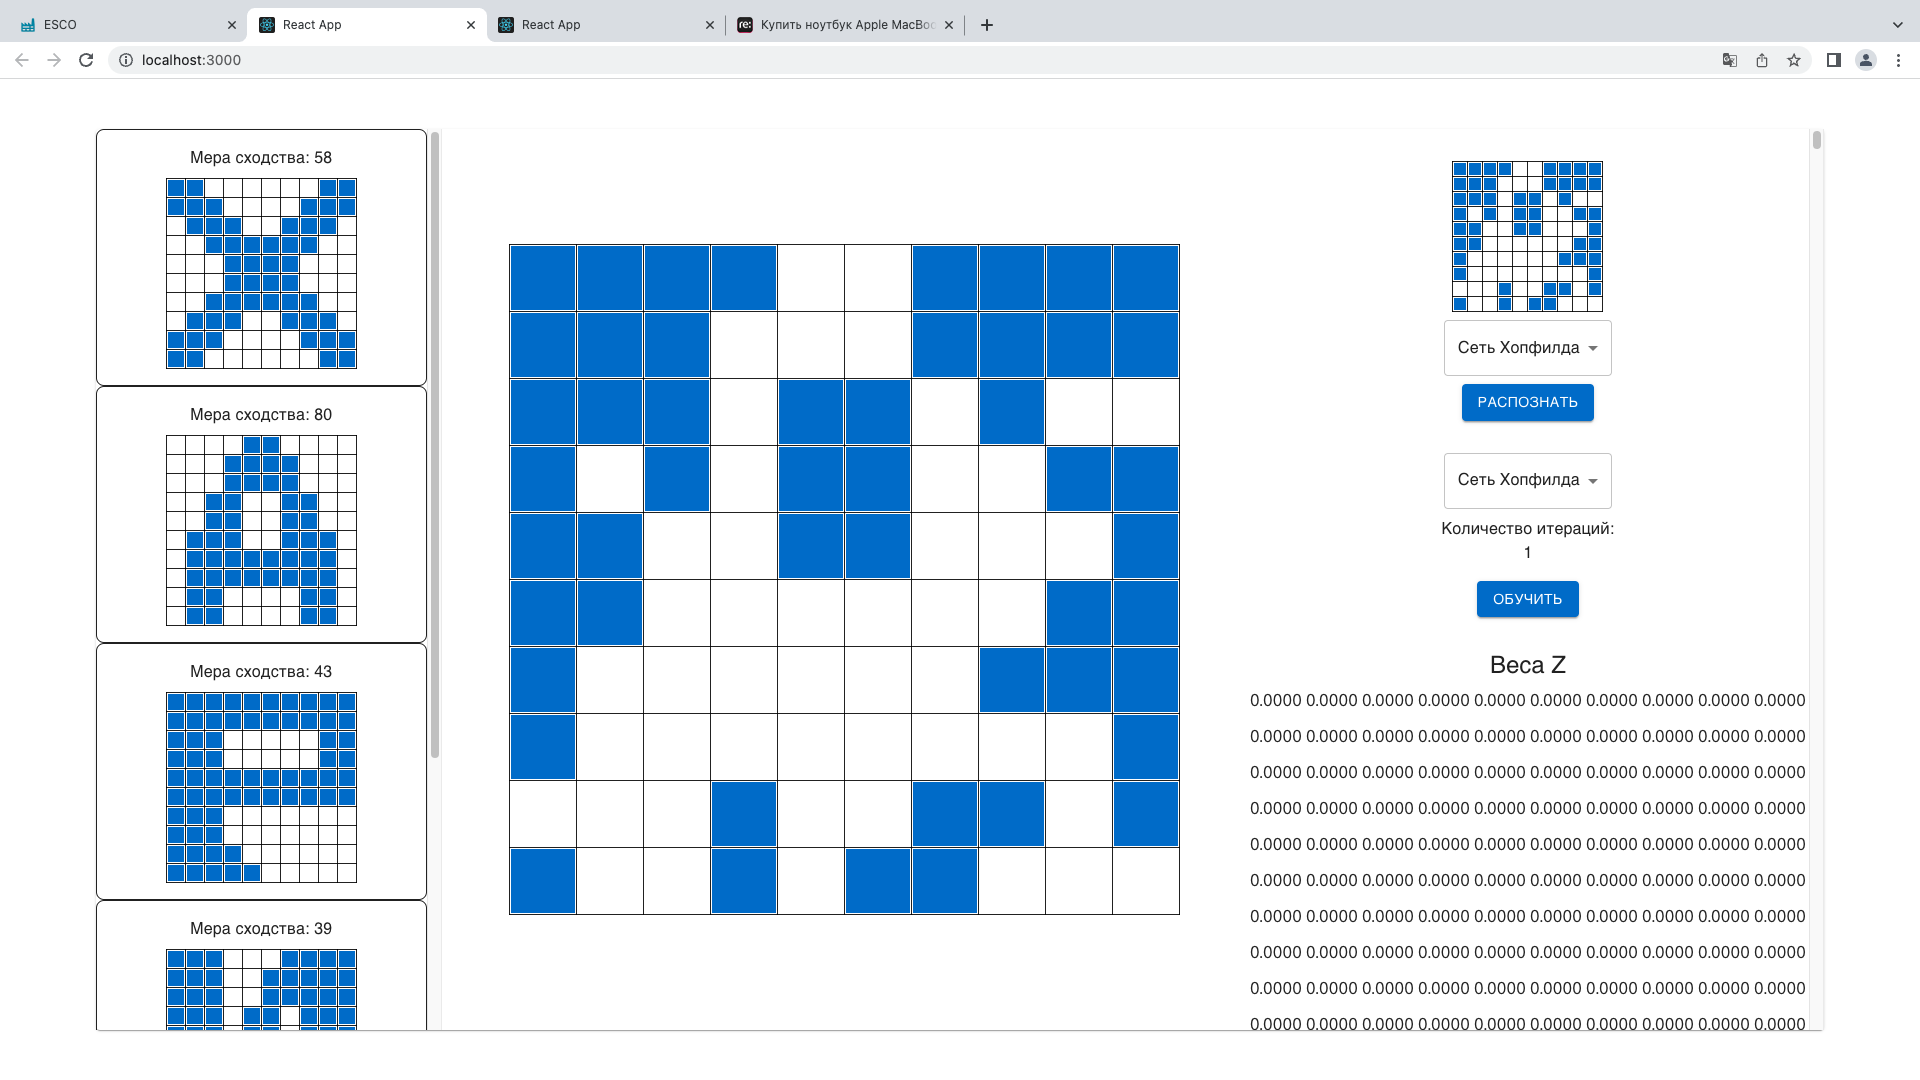 ESCO
React App
React App
Купить ноутбук Apple MacBoo
localhost:3000
Мера сходства: 58
Мера сходства: 80
Мера сходства: 43
Мера сходства: 39
Сеть Хопфилда
РАСПОЗНАТЬ
Сеть Хопфилда
Количество итераций:
1
ОБУЧИТЬ
Веса Z
0.0000 0.0000 0.0000 0.0000 0.0000 0.0000 0.0000 0.0000 0.0000 0.0000
0.0000 0.0000 0.0000 0.0000 0.0000 0.0000 0.0000 0.0000 0.0000 0.0000
0.0000 0.0000 0.0000 0.0000 0.0000 0.0000 0.0000 0.0000 0.0000 0.0000
0.0000 0.0000 0.0000 0.0000 0.0000 0.0000 0.0000 0.0000 0.0000 0.0000
0.0000 0.0000 0.0000 0.0000 0.0000 0.0000 0.0000 0.0000 0.0000 0.0000
0.0000 0.0000 0.0000 0.0000 0.0000 0.0000 0.0000 0.0000 0.0000 0.0000
0.0000 0.0000 0.0000 0.0000 0.0000 0.0000 0.0000 0.0000 0.0000 0.0000
0.0000 0.0000 0.0000 0.0000 0.0000 0.0000 0.0000 0.0000 0.0000 0.0000
0.0000 0.0000 0.0000 0.0000 0.0000 0.0000 0.0000 0.0000 0.0000 0.0000
0.0000 0.0000 0.0000 0.0000 0.0000 0.0000 0.0000 0.0000 0.0000 0.0000